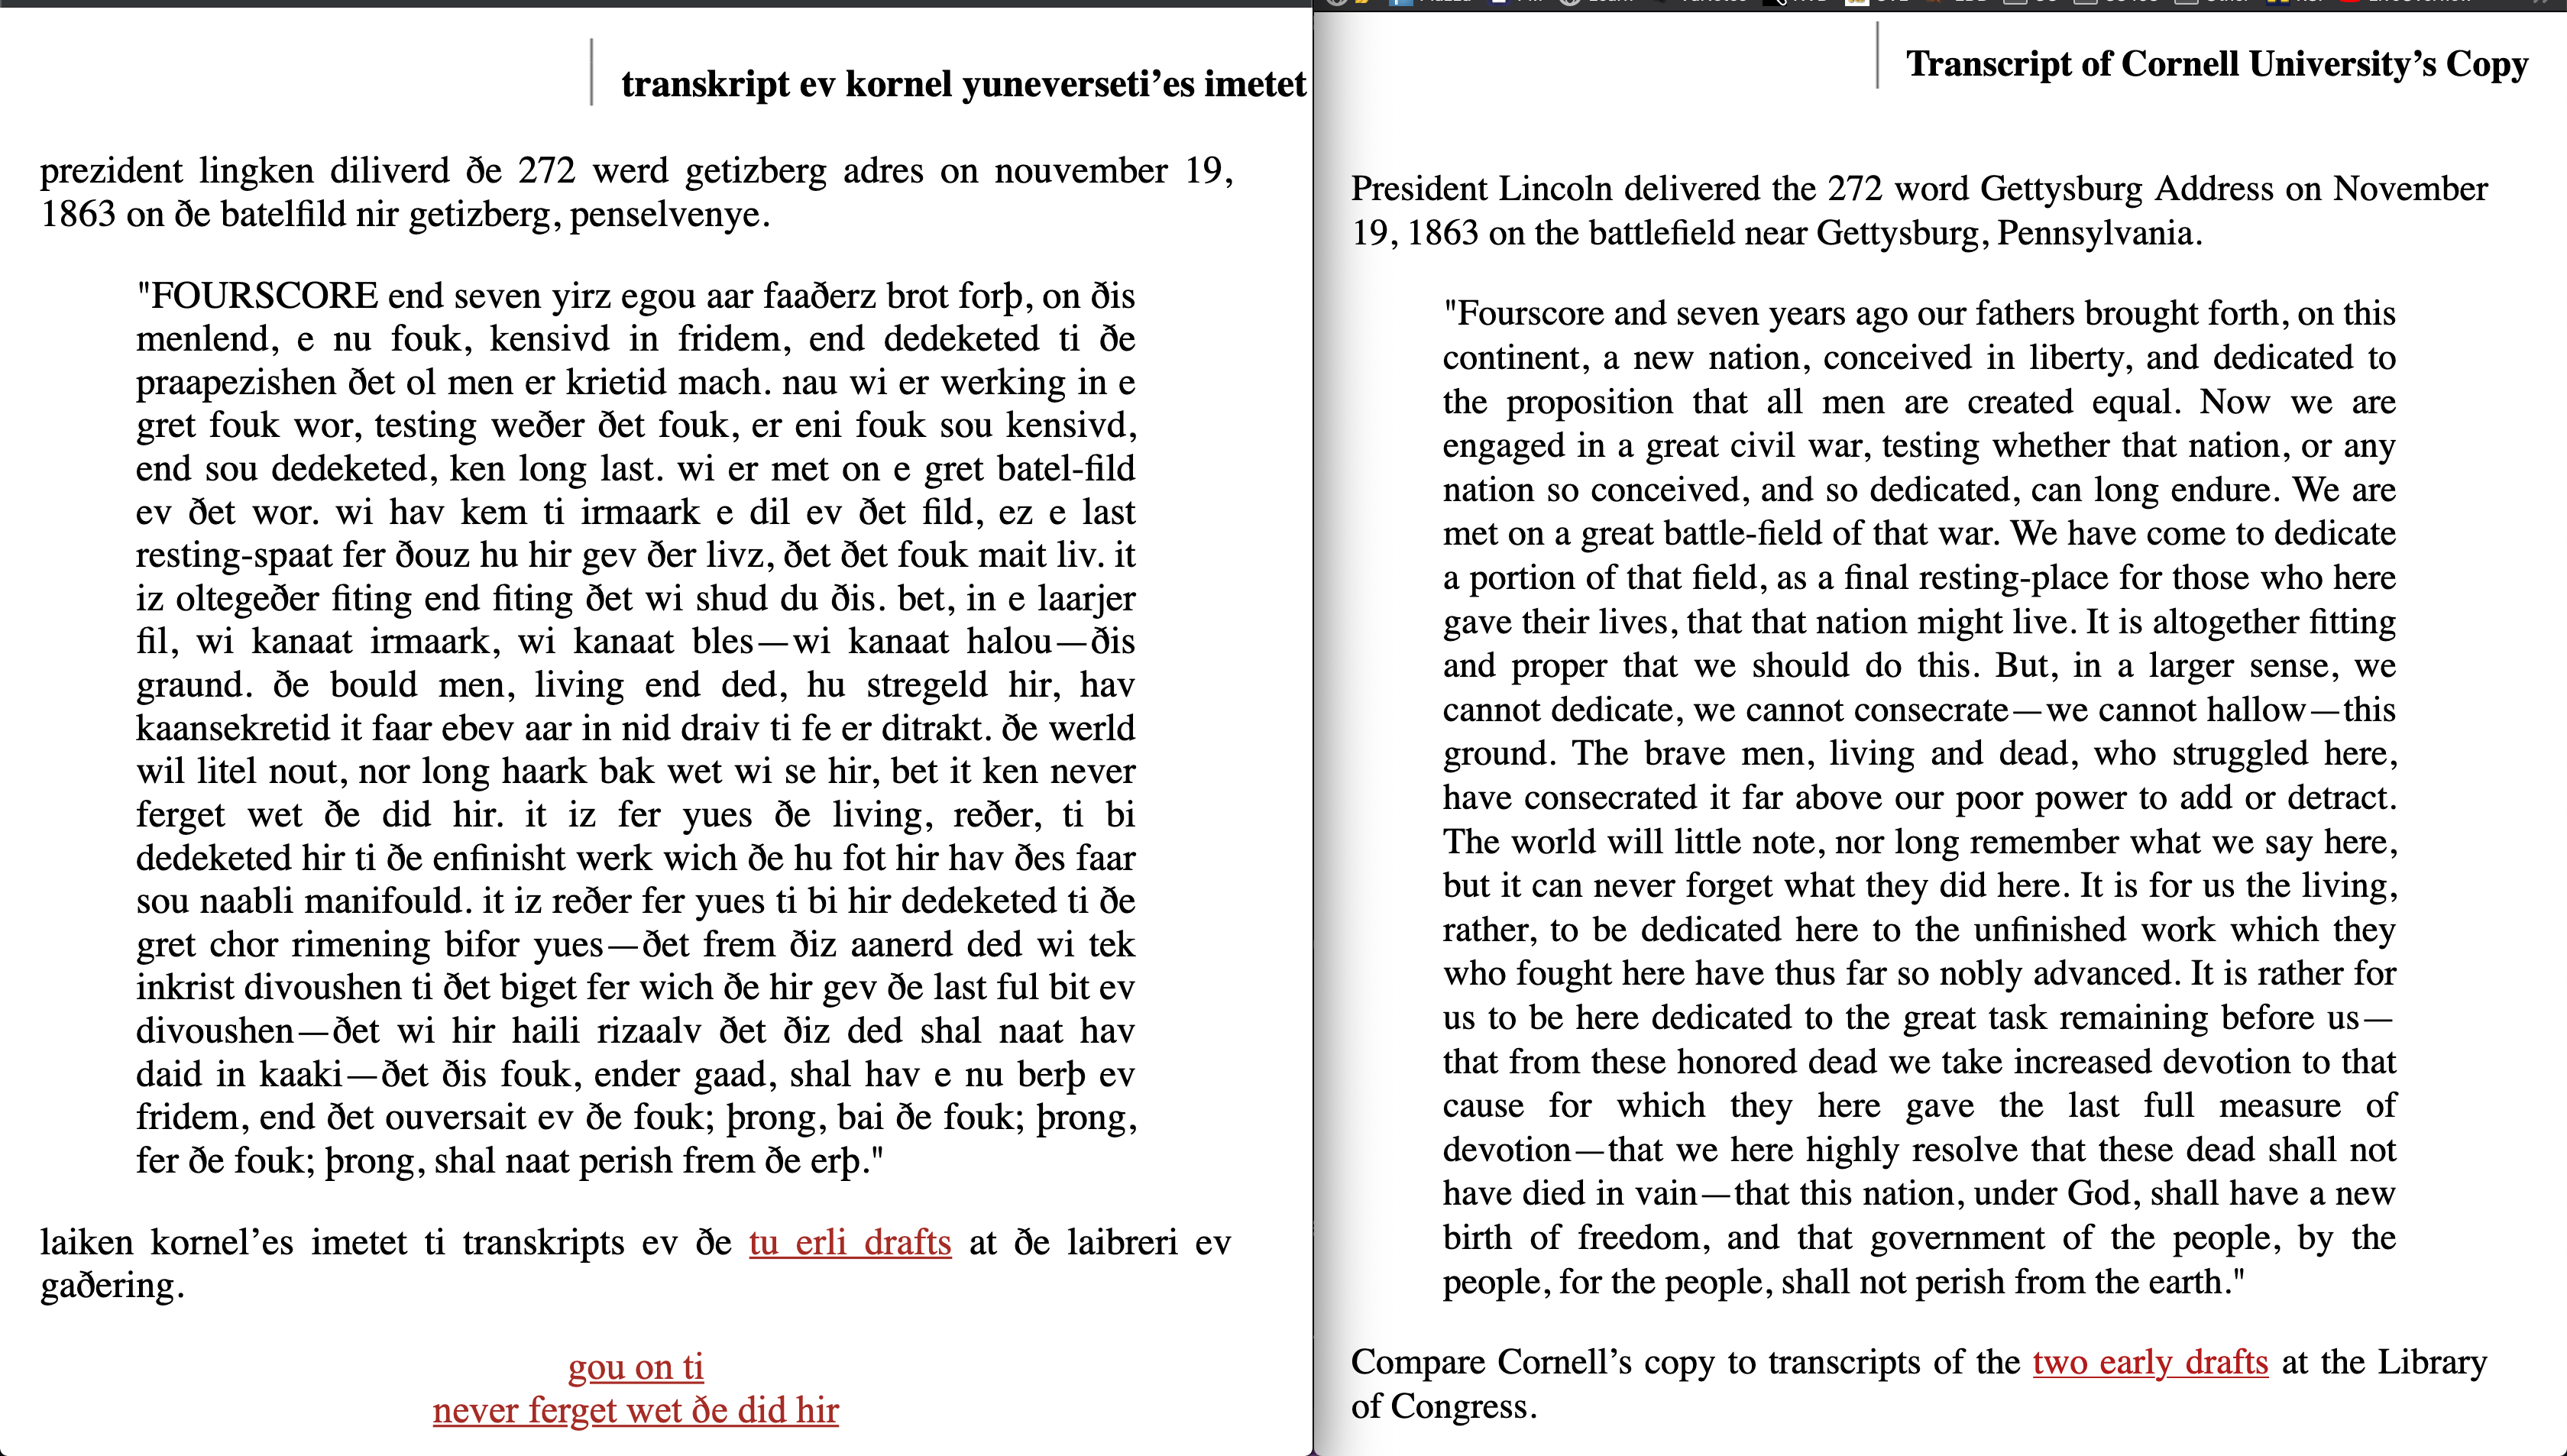 transkript ev kornel yuneverseti’es imetet
prezident lingken diliverd ðe 272 werd getizberg adres on nouvember 19,
1863 on ðe batelfild nir getizberg, penselvenye.
"FOURSCORE end seven yirz egou aar faaðerz brot forþ, on ðis
menlend, e nu fouk, kensivd in fridem, end dedeketed ti ðe
praapezishen ðet ol men er krietid mach. nau wi er werking in e
gret fouk wor, testing weðer ðet fouk, er eni fouk sou kensivd,
end sou dedeketed, ken long last. wi er met on e gret batel-fild
ev ðet wor. wi hav kem ti irmaark e dil ev ðet fild, ez e last
resting-spaat fer ðouz hu hir gev ðer livz, ðet ðet fouk mait liv. it
iz oltegeðer fiting end fiting ðet wi shud du ðis. bet, in e laarjer
fil, wi kanaat irmaark, wi kanaat bles—wi kanaat halou—ðis
graund. ðe bould men, living end ded, hu stregeld hir, hav
kaansekretid it faar ebev aar in nid draiv ti fe er ditrakt. ðe werld
wil litel nout, nor long haark bak wet wi se hir, bet it ken never
ferget wet ðe did hir. it iz fer yues ðe living, reðer, ti bi
dedeketed hir ti ðe enfinisht werk wich ðe hu fot hir hav ðes faar
sou naabli manifould. it iz reðer fer yues ti bi hir dedeketed ti ðe
gret chor rimening bifor yues—ðet frem ðiz aanerd ded wi tek
inkrist divoushen ti ðet biget fer wich ðe hir gev ðe last ful bit ev
divoushen—ðet wi hir haili rizaalv ðet ðiz ded shal naat hav
daid in kaaki—ðet ðis fouk, ender gaad, shal hav e nu berþ ev
fridem, end ðet ouversait ev ðe fouk; þrong, bai ðe fouk; þrong,
fer ðe fouk; þrong, shal naat perish frem ðe erþ."
laiken kornel’es imetet ti transkripts ev ðe tu erli drafts at ðe laibreri ev
gaðering.
gou on ti
never ferget wet ðe did hir
Transcript of Cornell University’s Copy
President Lincoln delivered the 272 word Gettysburg Address on November
19, 1863 on the battlefield near Gettysburg, Pennsylvania.
"Fourscore and seven years ago our fathers brought forth, on this
continent, a new nation, conceived in liberty, and dedicated to
the proposition that all men are created equal. Now we are
engaged in a great civil war, testing whether that nation, or any
nation so conceived, and so dedicated, can long endure. We are
met on a great battle-field of that war. We have come to dedicate
a portion of that field, as a final resting-place for those who here
gave their lives, that that nation might live. It is altogether fitting
and proper that we should do this. But, in a larger sense, we
cannot dedicate, we cannot consecrate—we cannot hallow—this
ground. The brave men, living and dead, who struggled here,
have consecrated it far above our poor power to add or detract.
The world will little note, nor long remember what we say here,
but it can never forget what they did here. It is for us the living,
rather, to be dedicated here to the unfinished work which they
who fought here have thus far so nobly advanced. It is rather for
us to be here dedicated to the great task remaining before us—
that from these honored dead we take increased devotion to that
cause for which they here gave the last full measure of
devotion—that we here highly resolve that these dead shall not
have died in vain—that this nation, under God, shall have a new
birth of freedom, and that government of the people, by the
people, for the people, shall not perish from the earth."
Compare Cornell’s copy to transcripts of the two early drafts at the Library
of Congress.